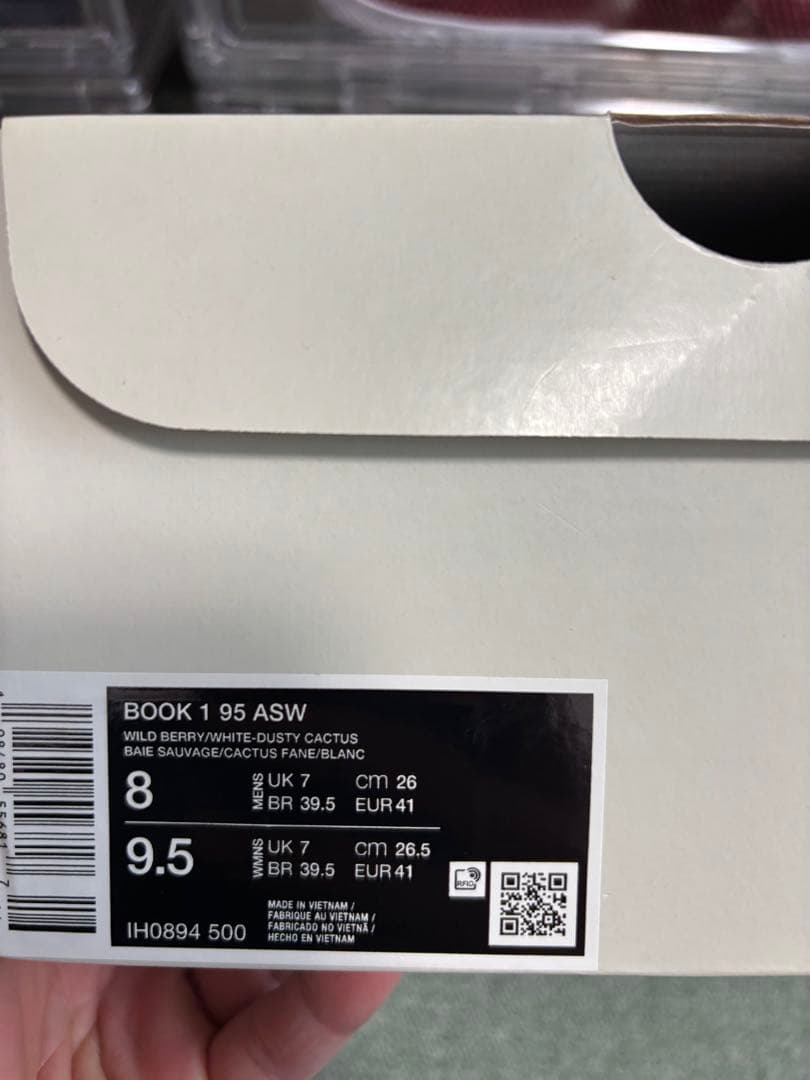 BOOK 1 95 ASW
WILD BERRY/WHITE-DUSTY CACTUS
BAIE SAUVAGE/CACTUS FANE/BLANC
8 MENS UK 7 cm 26
BR 39.5 EUR 41
9.5 WMNS UK 7 cm 26.5
BR 39.5 EUR 41
RFID
IH0894 500
MADE IN VIETNAM /
FABRIQUE AU VIETNAM /
FABRICADO NO VIETNÃ /
HECHO EN VIETNAM